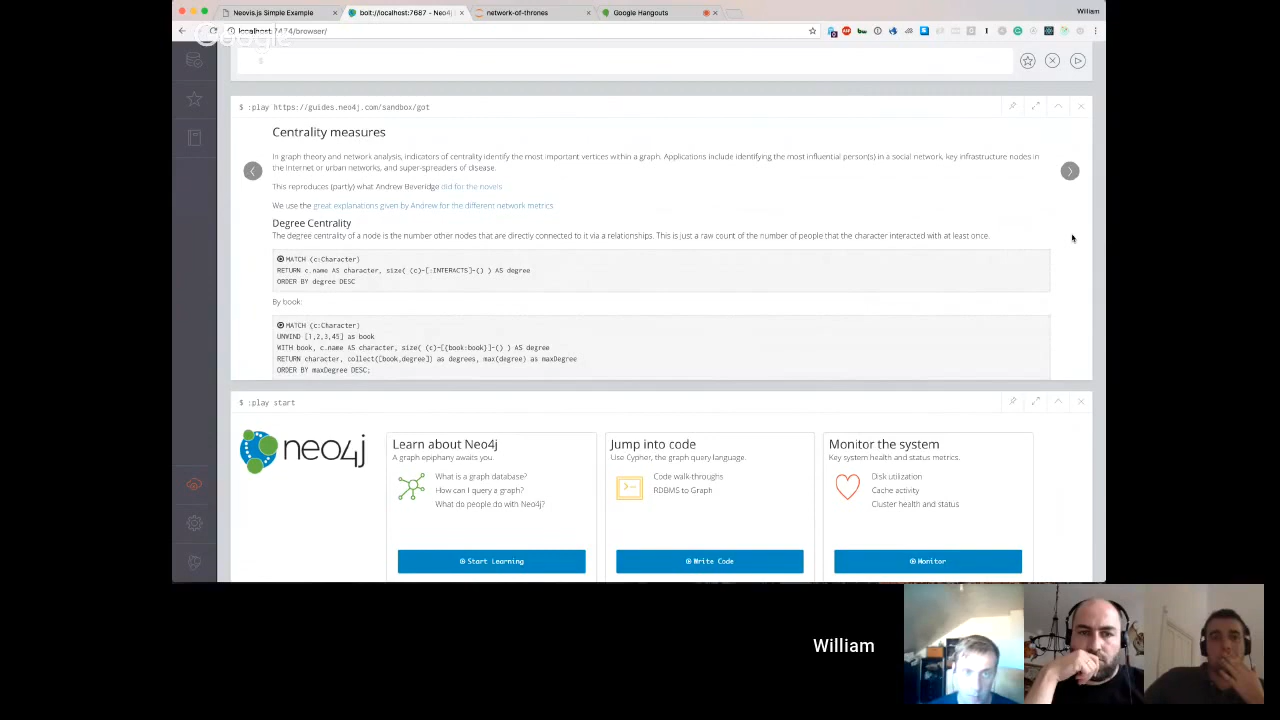 Neovis.js Simple Example
bolt://localhost:7687 - Neo4j
network-of-thrones
Google Hangouts
William
localhost:7474/browser/
Google
$ :play https://guides.neo4j.com/sandbox/got
Centrality measures
In graph theory and network analysis, indicators of centrality identify the most important vertices within a graph. Applications include identifying the most influential person(s) in a social network, key infrastructure nodes in
the Internet or urban networks, and super-spreaders of disease.
This reproduces (partly) what Andrew Beveridge did for the novels
We use the great explanations given by Andrew for the different network metrics.
Degree Centrality
The degree centrality of a node is the number other nodes that are directly connected to it via a relationships. This is just a raw count of the number of people that the character interacted with at least once.
MATCH (c:Character)
RETURN c.name AS character, size( (c)-[:INTERACTS]-() ) AS degree
ORDER BY degree DESC
By book:
MATCH (c:Character)
UNWIND [1,2,3,45] as book
WITH book, c.name AS character, size( (c)-[{book:book}]-() ) AS degree
RETURN character, collect([book,degree]) as degrees, max(degree) as maxDegree
ORDER BY maxDegree DESC;
$ :play start
neo4j
Learn about Neo4j
A graph epiphany awaits you.
What is a graph database?
How can I query a graph?
What do people do with Neo4j?
Start Learning
Jump into code
Use Cypher, the graph query language.
Code walk-throughs
RDBMS to Graph
Write Code
Monitor the system
Key system health and status metrics.
Disk utilization
Cache activity
Cluster health and status
Monitor
William